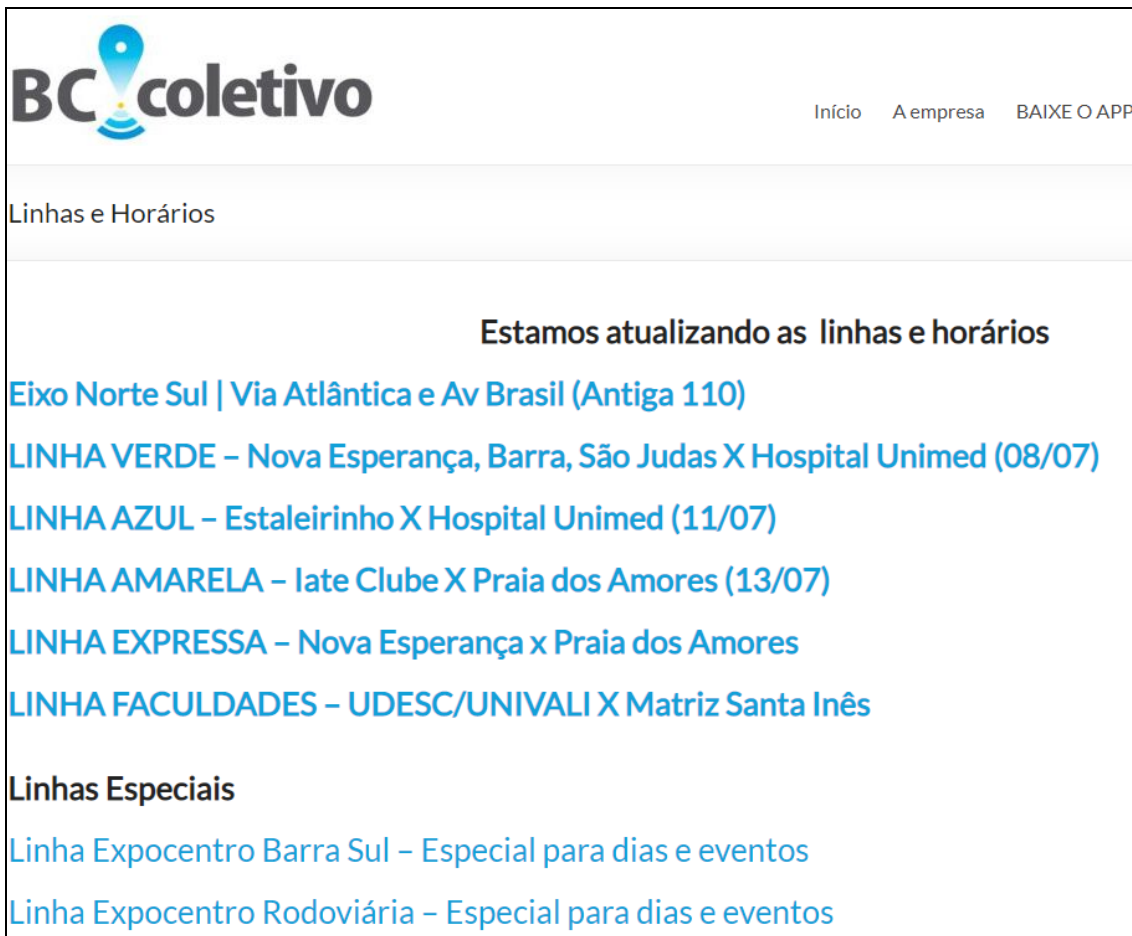 BC coletivo
Início A empresa BAIXE O APP
Linhas e Horários
Estamos atualizando as linhas e horários
Eixo Norte Sul | Via Atlântica e Av Brasil (Antiga 110)
LINHA VERDE – Nova Esperança, Barra, São Judas X Hospital Unimed (08/07)
LINHA AZUL – Estaleirinho X Hospital Unimed (11/07)
LINHA AMARELA – Iate Clube X Praia dos Amores (13/07)
LINHA EXPRESSA – Nova Esperança x Praia dos Amores
LINHA FACULDADES – UDESC/UNIVALI X Matriz Santa Inês
Linhas Especiais
Linha Expocentro Barra Sul – Especial para dias e eventos
Linha Expocentro Rodoviária – Especial para dias e eventos